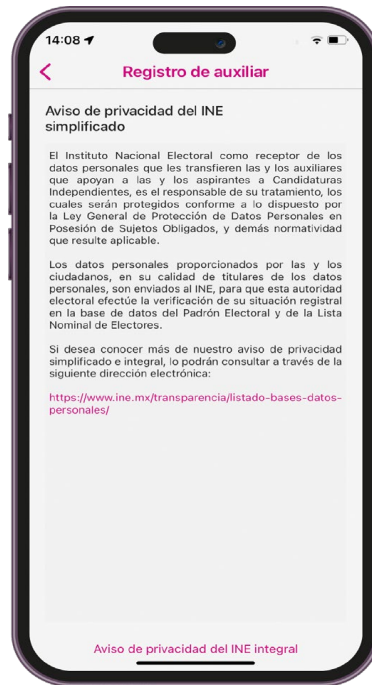 14:08
Registro de auxiliar
Aviso de privacidad del INE
simplificado
El Instituto Nacional Electoral como receptor de los
datos personales que les transfieren las y los auxiliares
que apoyan a las y los aspirantes a Candidaturas
Independientes, es el responsable de su tratamiento, los
cuales serán protegidos conforme a lo dispuesto por
la Ley General de Protección de Datos Personales en
Posesión de Sujetos Obligados, y demás normatividad
que resulte aplicable.
Los datos personales proporcionados por las y los
ciudadanos, en su calidad de titulares de los datos
personales, son enviados al INE, para que esta autoridad
electoral efectúe la verificación de su situación registral
en la base de datos del Padrón Electoral y de la Lista
Nominal de Electores.
Si desea conocer más de nuestro aviso de privacidad
simplificado e integral, lo podrán consultar a través de la
siguiente dirección electrónica:
https://www.ine.mx/transparencia/listado-bases-datos-
personales/
Aviso de privacidad del INE integral